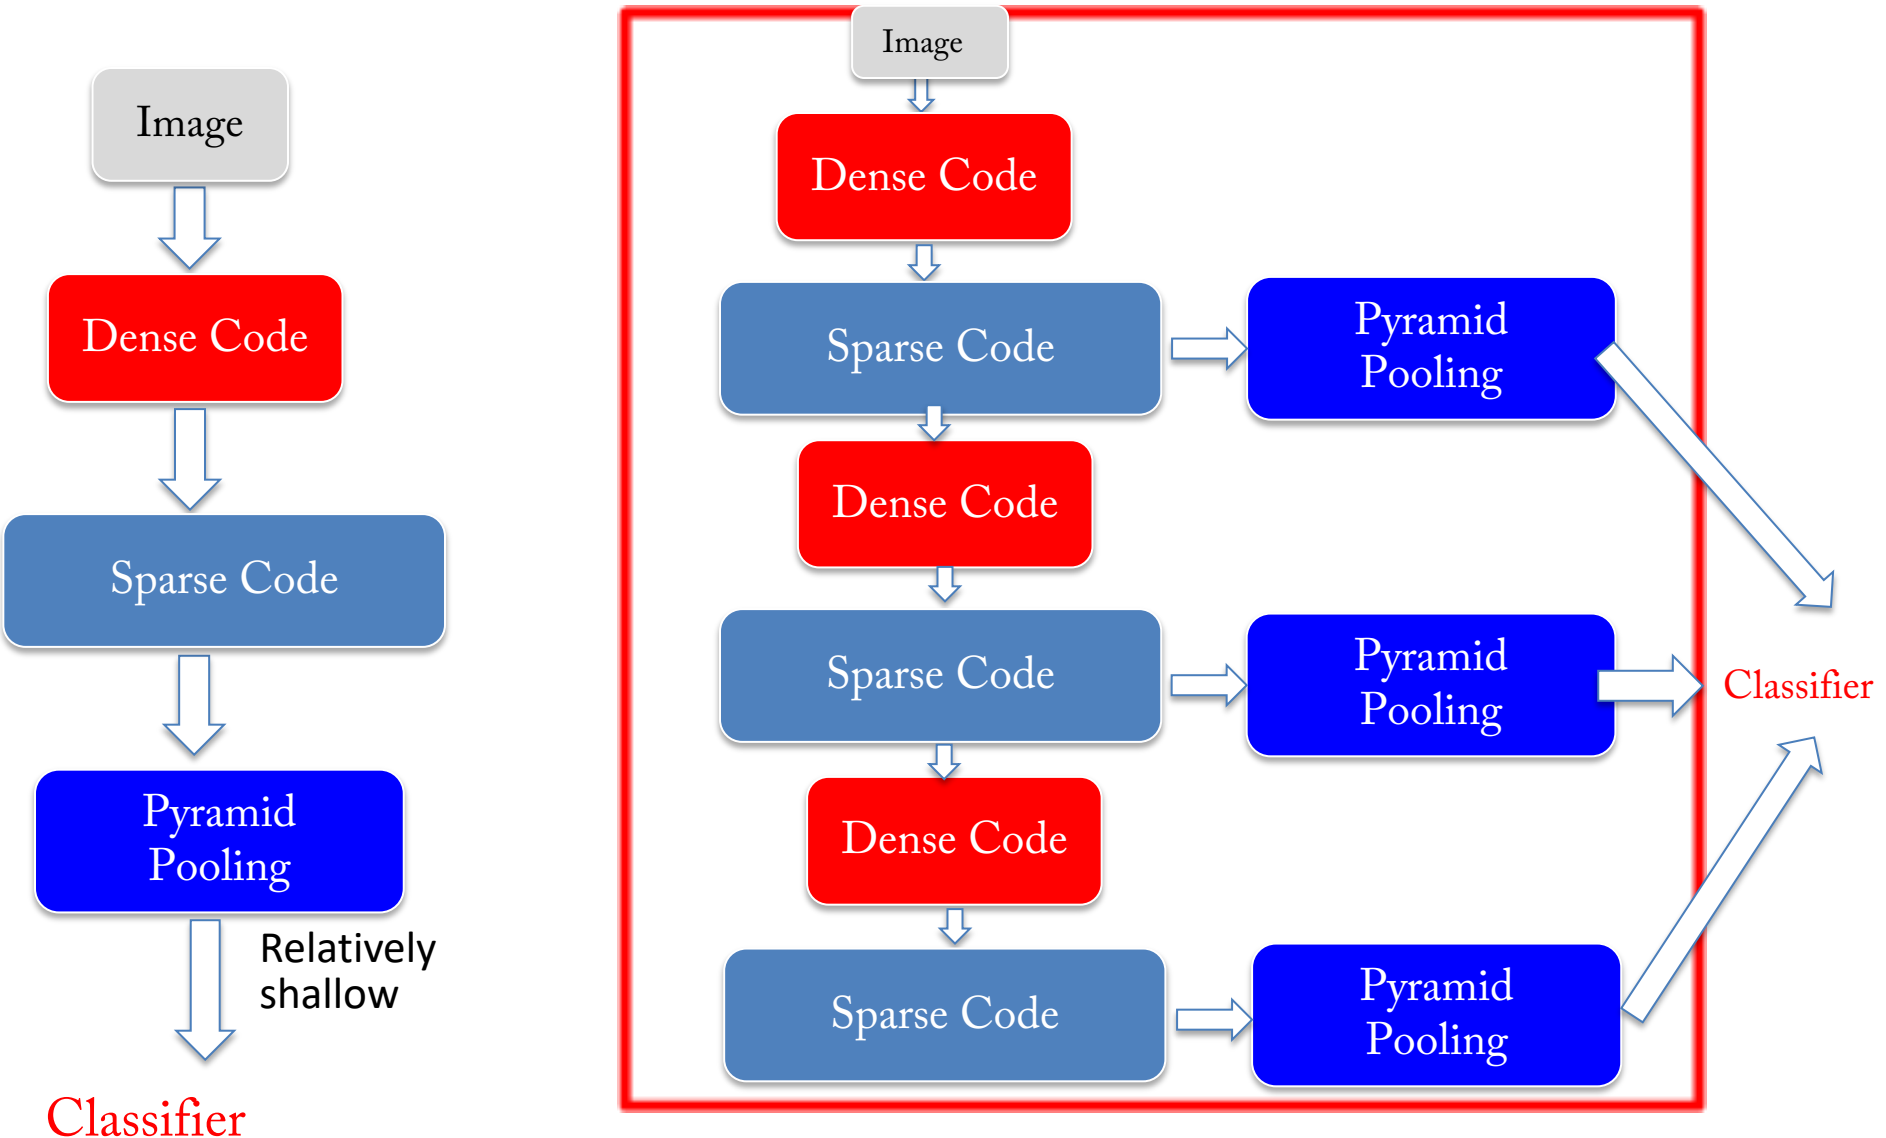 Image
Dense Code
Sparse Code
Pyramid
Pooling
Relatively
shallow
Classifier
Image
Dense Code
Sparse Code
Pyramid
Pooling
Dense Code
Sparse Code
Pyramid
Pooling
Classifier
Dense Code
Sparse Code
Pyramid
Pooling